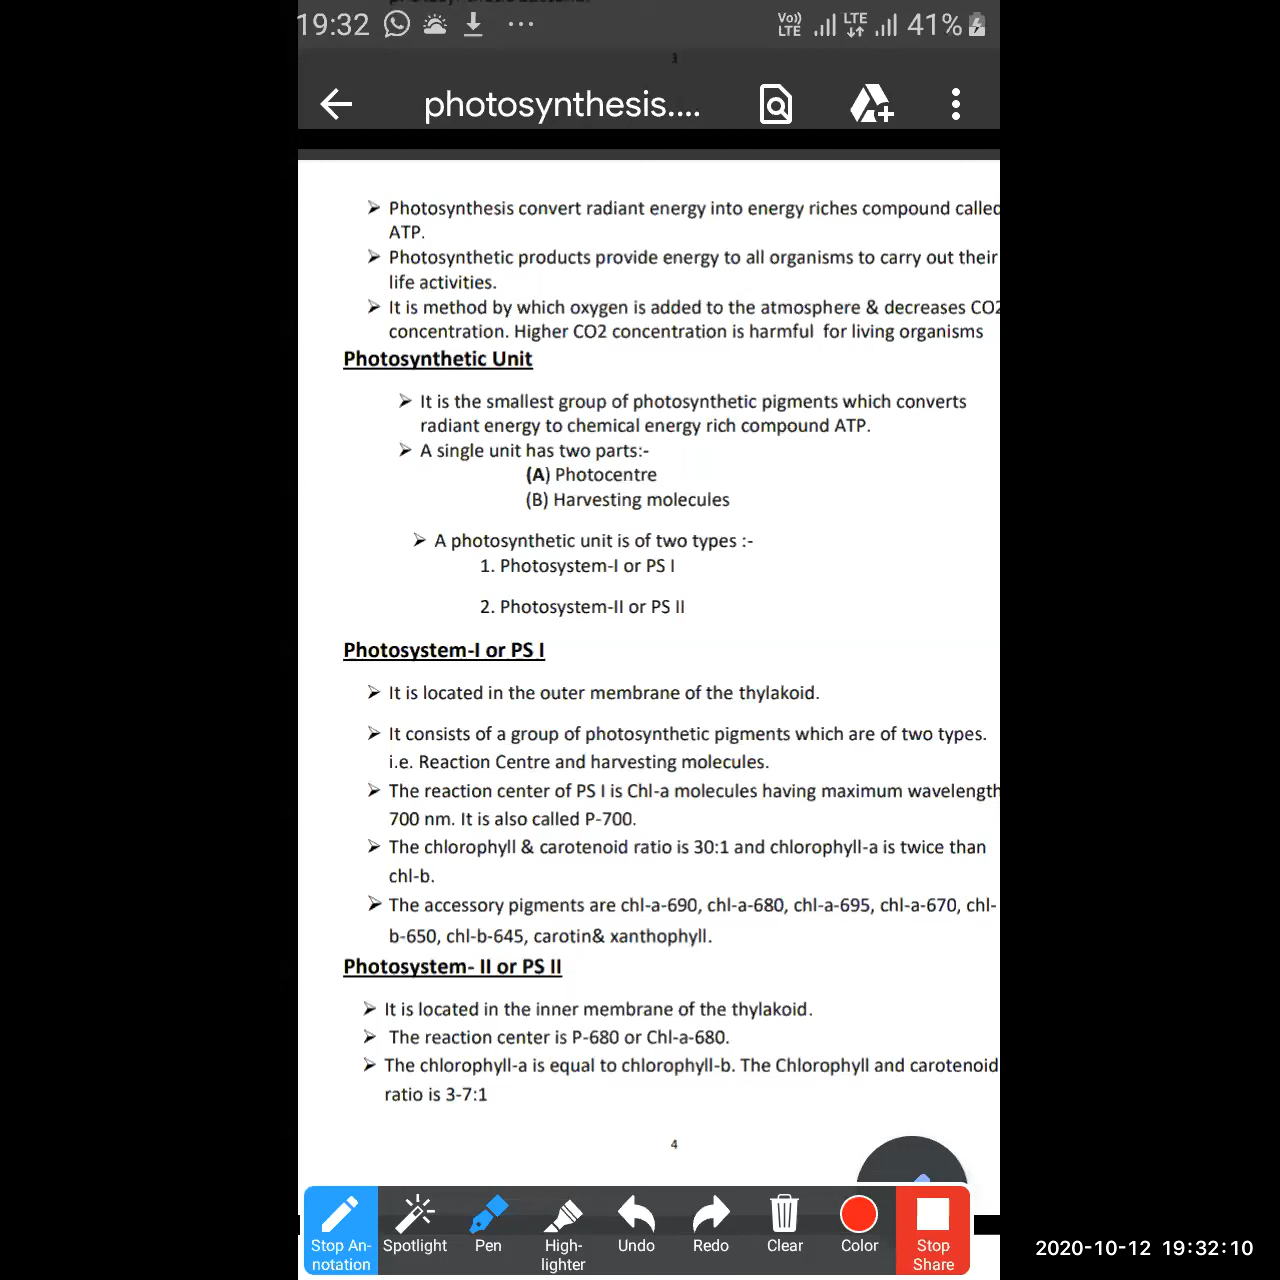 19:32 ... Vo)) LTE LTE 41%
3
photosynthesis....
➢ Photosynthesis convert radiant energy into energy riches compound called
ATP.
➢ Photosynthetic products provide energy to all organisms to carry out their
life activities.
➢ It is method by which oxygen is added to the atmosphere & decreases CO2
concentration. Higher CO2 concentration is harmful for living organisms
Photosynthetic Unit
➢ It is the smallest group of photosynthetic pigments which converts
radiant energy to chemical energy rich compound ATP.
➢ A single unit has two parts:-
(A) Photocentre
(B) Harvesting molecules
➢ A photosynthetic unit is of two types :-
1. Photosystem-I or PS I
2. Photosystem-II or PS II
Photosystem-I or PS I
➢ It is located in the outer membrane of the thylakoid.
➢ It consists of a group of photosynthetic pigments which are of two types.
i.e. Reaction Centre and harvesting molecules.
➢ The reaction center of PS I is Chl-a molecules having maximum wavelength
700 nm. It is also called P-700.
➢ The chlorophyll & carotenoid ratio is 30:1 and chlorophyll-a is twice than
chl-b.
➢ The accessory pigments are chl-a-690, chl-a-680, chl-a-695, chl-a-670, chl-
b-650, chl-b-645, carotin& xanthophyll.
Photosystem- II or PS II
➢ It is located in the inner membrane of the thylakoid.
➢ The reaction center is P-680 or Chl-a-680.
➢ The chlorophyll-a is equal to chlorophyll-b. The Chlorophyll and carotenoid
ratio is 3-7:1
4
Stop An-
notation
Spotlight
Pen
High-
lighter
Undo
Redo
Clear
Color
Stop
Share
2020-10-12 19:32:10